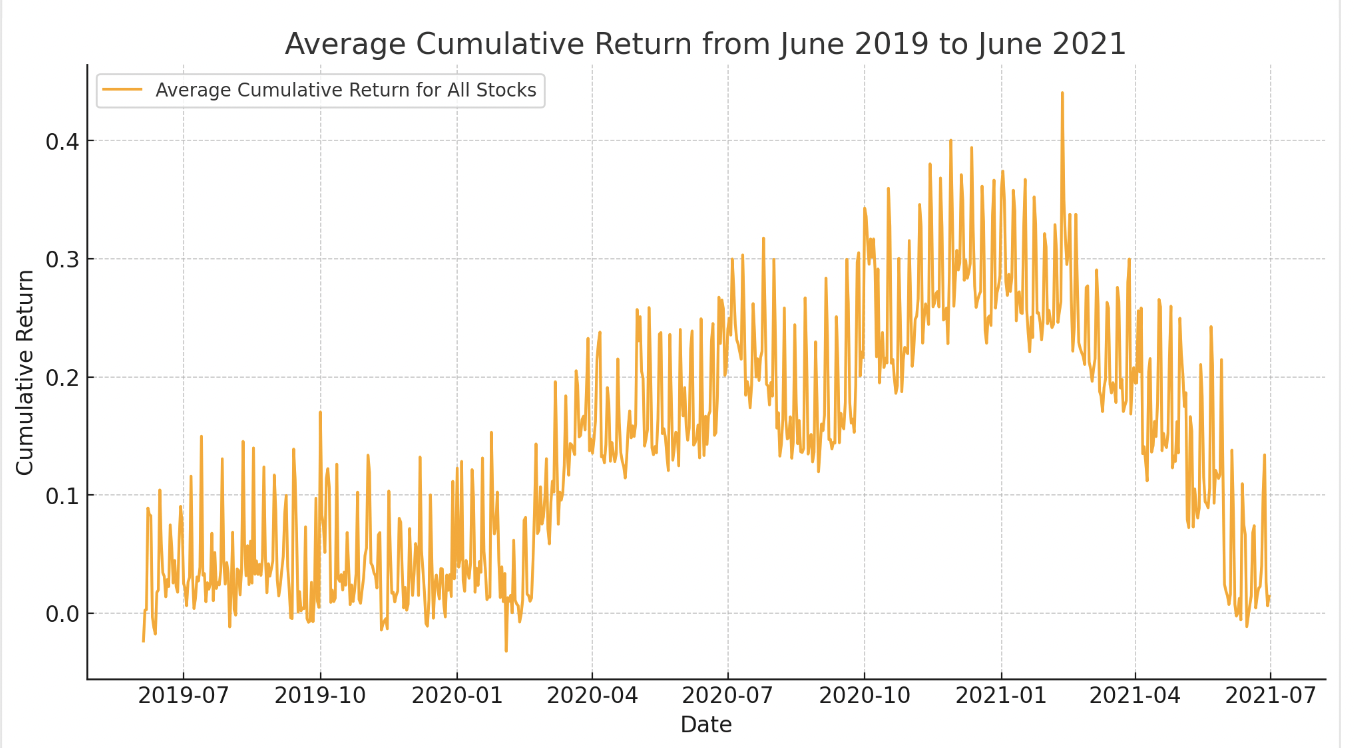 Average Cumulative Return from June 2019 to June 2021
Average Cumulative Return for All Stocks
0.4
0.3
0.2
0.1
0.0
Cumulative Return
2019-07 2019-10 2020-01 2020-04 2020-07 2020-10 2021-01 2021-04 2021-07
Date